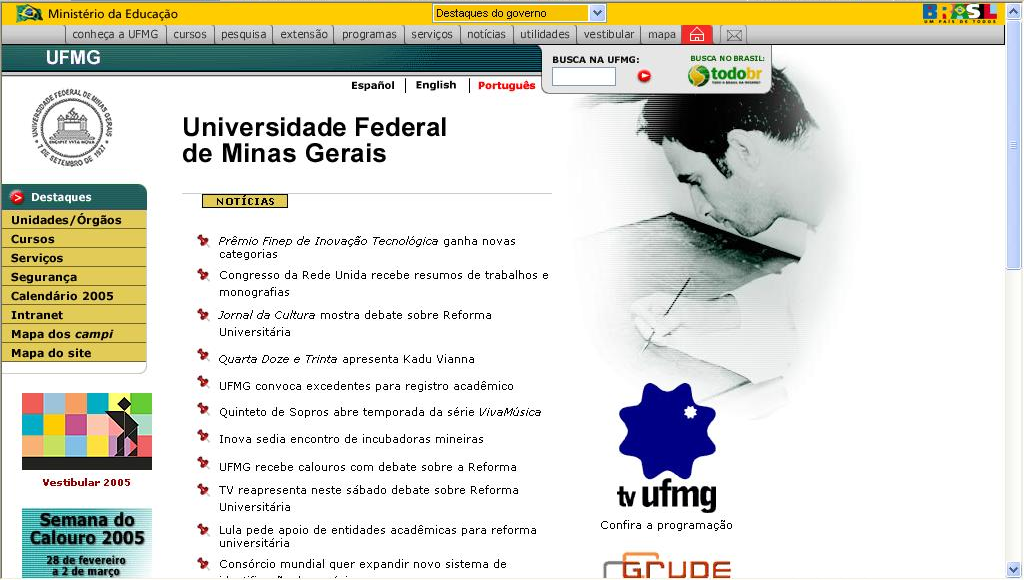 Ministério da Educação
Destaques do governo
BRASIL
UM PAÍS DE TODOS
conheça a UFMG
cursos
pesquisa
extensão
programas
serviços
notícias
utilidades
vestibular
mapa
UFMG
BUSCA NA UFMG:
BUSCA NO BRASIL:
todobr
TODO O BRASIL NA INTERNET
Español
English
Português
UNIVERSIDADE FEDERAL DE MINAS GERAIS
INCIPIT VITA NOVA
7 DE SETEMBRO DE 1927
Universidade Federal
de Minas Gerais
Destaques
Unidades/Órgãos
Cursos
Serviços
Segurança
Calendário 2005
Intranet
Mapa dos campi
Mapa do site
Vestibular 2005
Semana do
Calouro 2005
28 de fevereiro
a 2 de março
NOTÍCIAS
Prêmio Finep de Inovação Tecnológica ganha novas
categorias
Congresso da Rede Unida recebe resumos de trabalhos e
monografias
Jornal da Cultura mostra debate sobre Reforma
Universitária
Quarta Doze e Trinta apresenta Kadu Vianna
UFMG convoca excedentes para registro acadêmico
Quinteto de Sopros abre temporada da série VivaMúsica
Inova sedia encontro de incubadoras mineiras
UFMG recebe calouros com debate sobre a Reforma
TV reapresenta neste sábado debate sobre Reforma
Universitária
Lula pede apoio de entidades acadêmicas para reforma
universitária
Consórcio mundial quer expandir novo sistema de
tv ufmg
Confira a programação
GRUDE